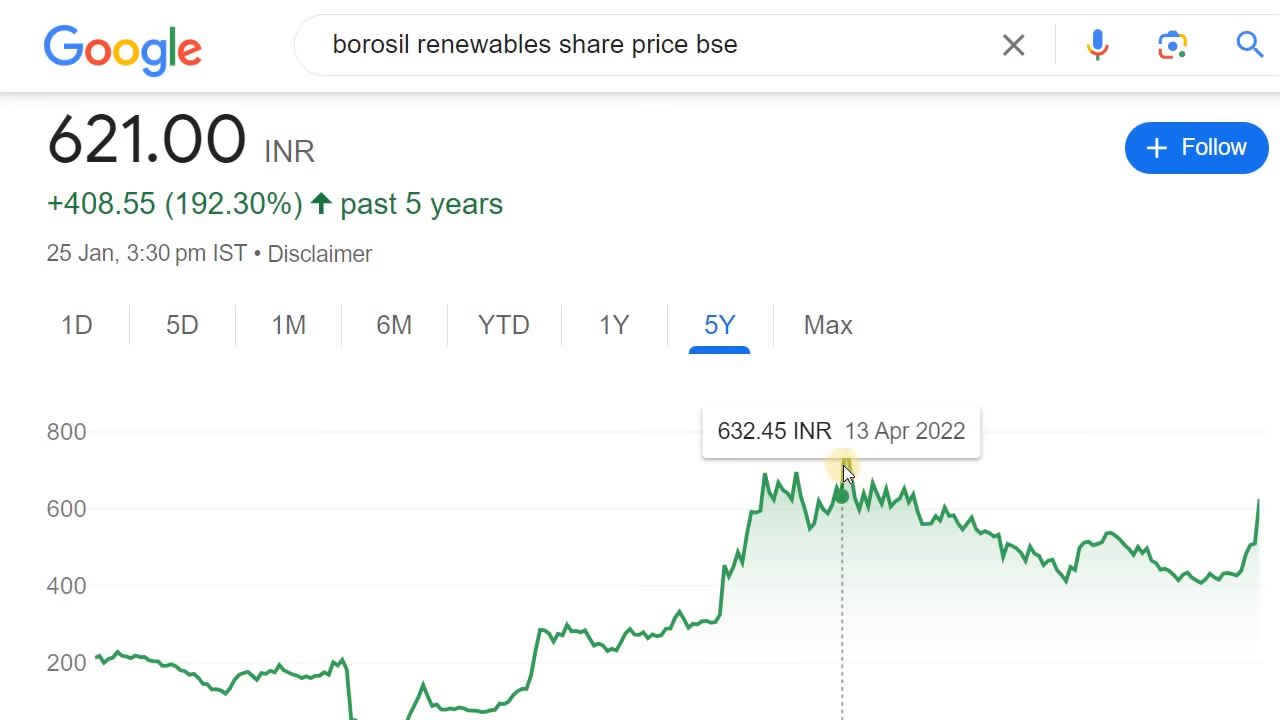 Google
borosil renewables share price bse
621.00 INR
+ Follow
+408.55 (192.30%) ↑ past 5 years
25 Jan, 3:30 pm IST • Disclaimer
1D 5D 1M 6M YTD 1Y 5Y Max
632.45 INR 13 Apr 2022
800
600
400
200